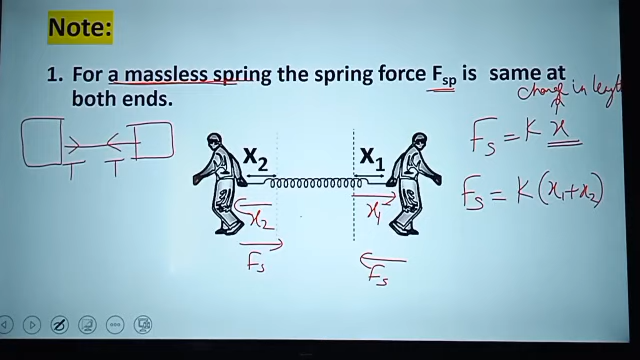 Note:
1. For a massless spring the spring force Fsp is same at
both ends.
change in length
Fs = K x
T T
X2 X1
Fs = K (x1 + x2)
x2 x1
Fs Fs